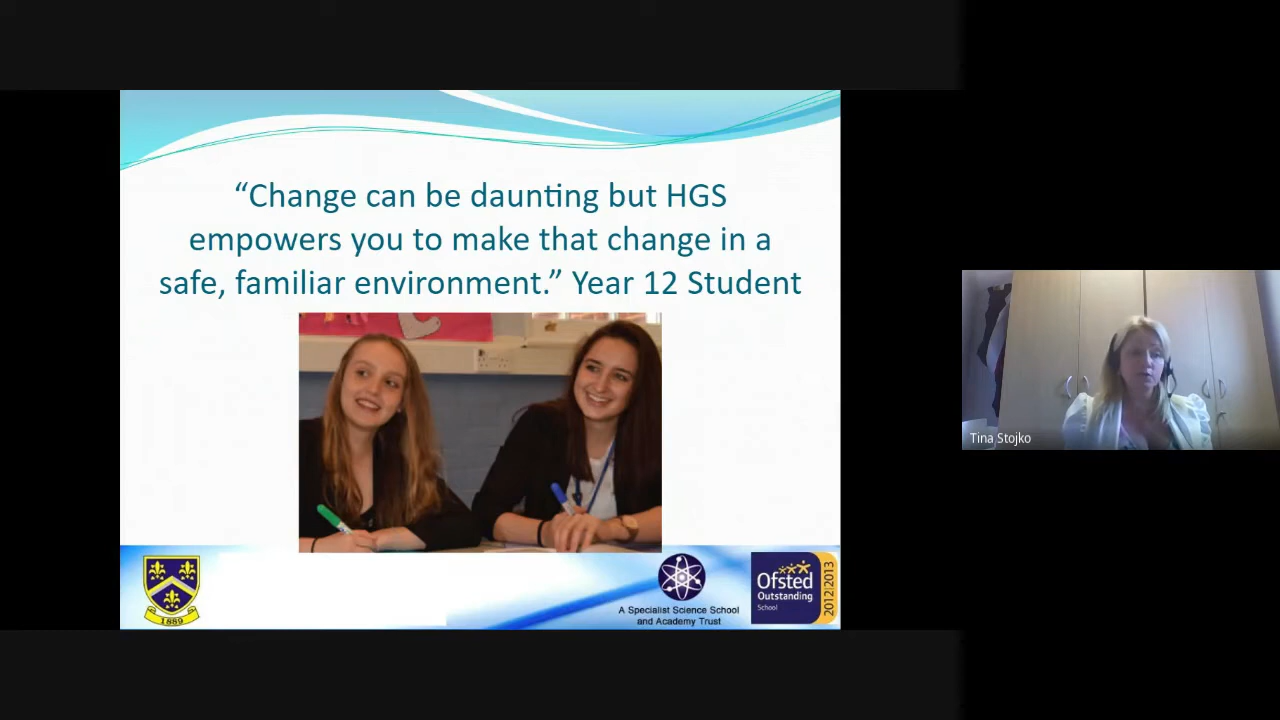 “Change can be daunting but HGS
empowers you to make that change in a
safe, familiar environment.” Year 12 Student
1889
A Specialist Science School
and Academy Trust
Ofsted
Outstanding
School
2012|2013
Tina Stojko